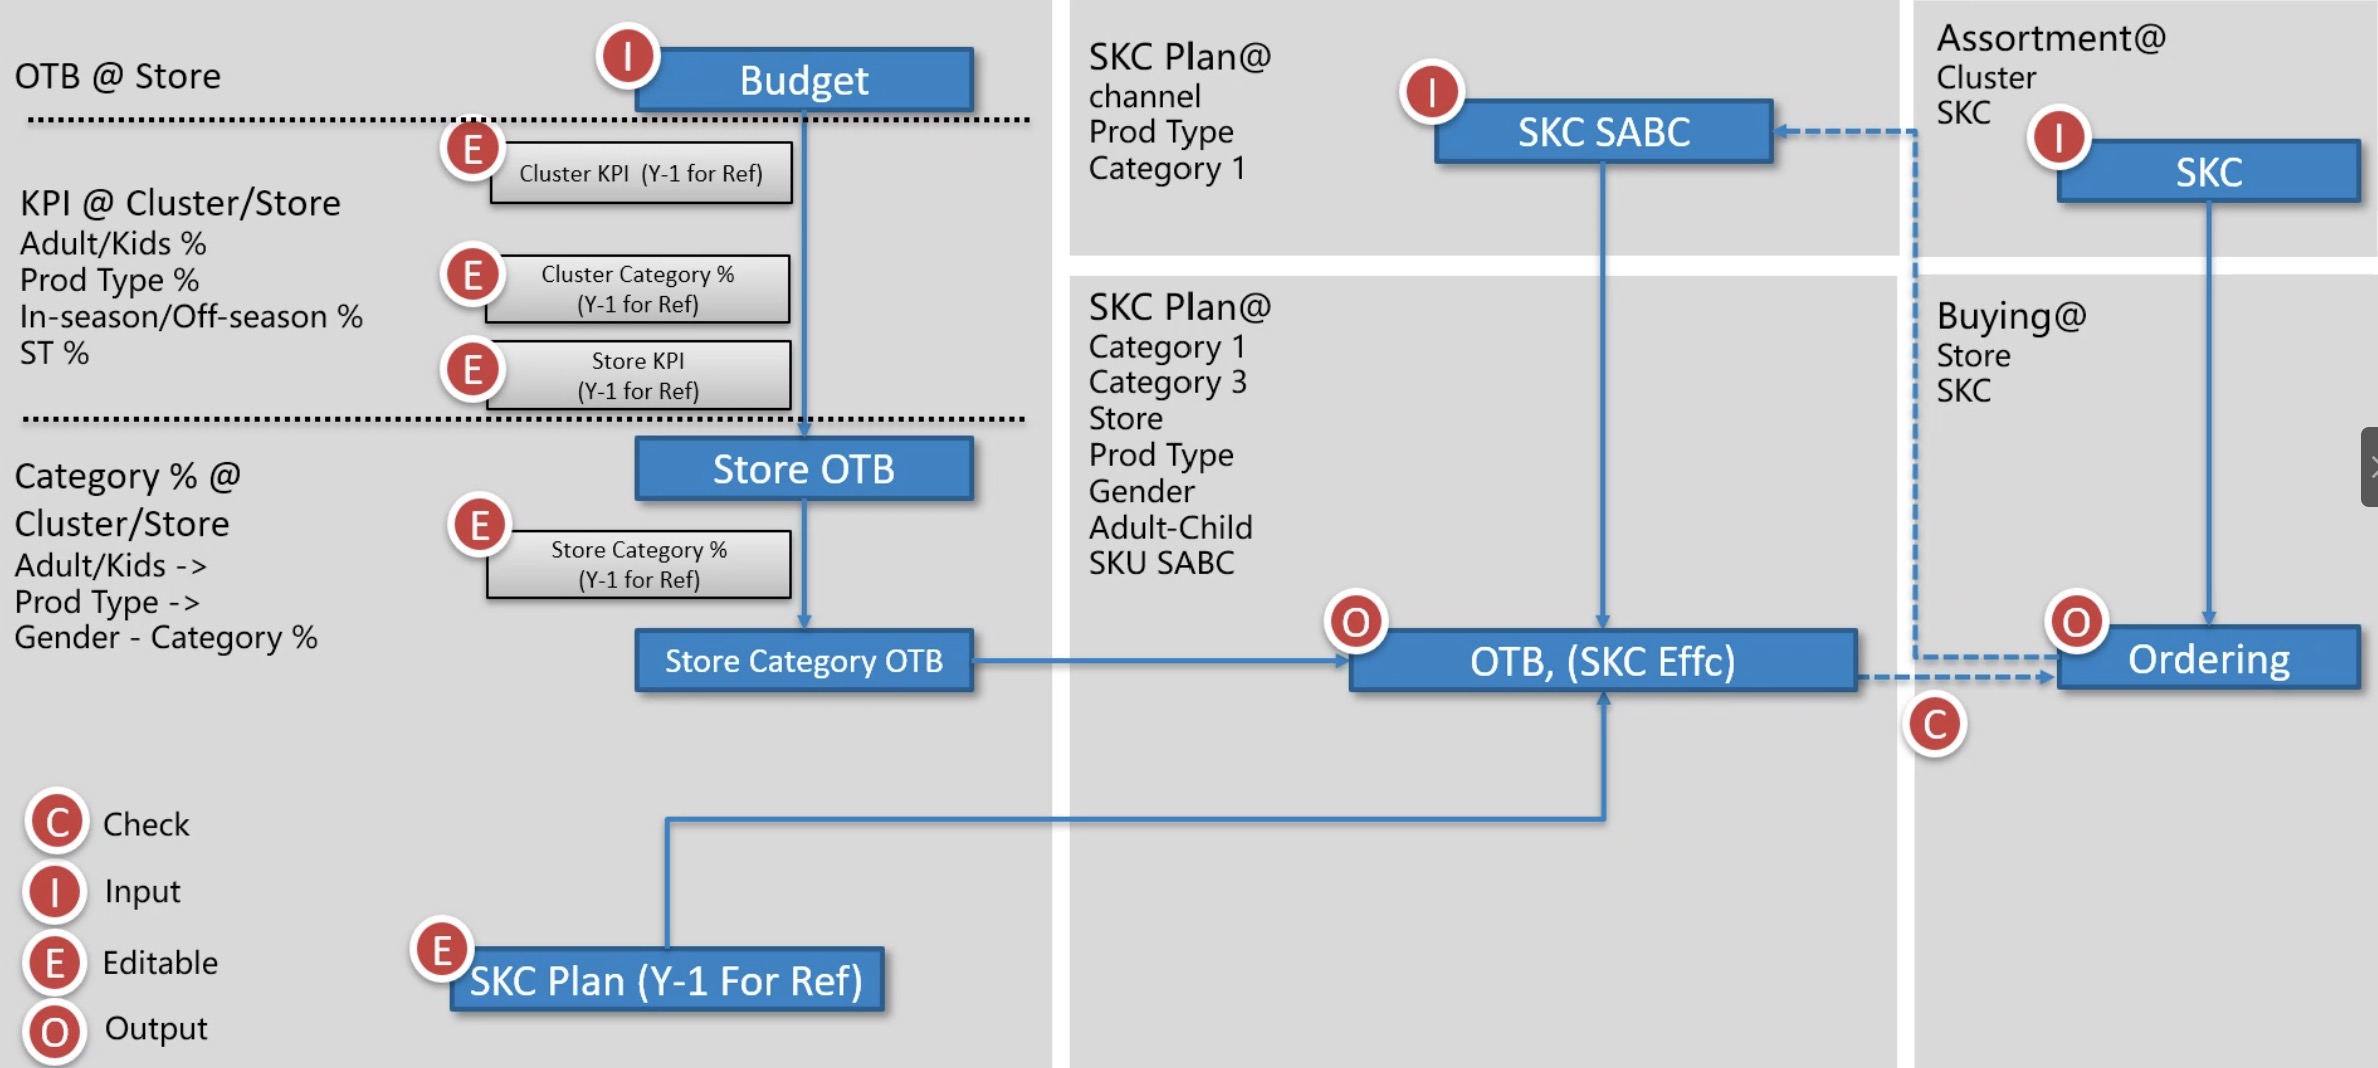 OTB @ Store
I
Budget
E
Cluster KPI (Y-1 for Ref)
KPI @ Cluster/Store
Adult/Kids %
Prod Type %
In-season/Off-season %
ST %
E
Cluster Category %
(Y-1 for Ref)
E
Store KPI
(Y-1 for Ref)
Store OTB
Category % @
Cluster/Store
Adult/Kids ->
Prod Type ->
Gender - Category %
E
Store Category %
(Y-1 for Ref)
Store Category OTB
C
Check
I
Input
E
Editable
O
Output
E
SKC Plan (Y-1 For Ref)
SKC Plan@
channel
Prod Type
Category 1
I
SKC SABC
SKC Plan@
Category 1
Category 3
Store
Prod Type
Gender
Adult-Child
SKU SABC
O
OTB, (SKC Effc)
Assortment@
Cluster
SKC
I
SKC
Buying@
Store
SKC
O
Ordering
C